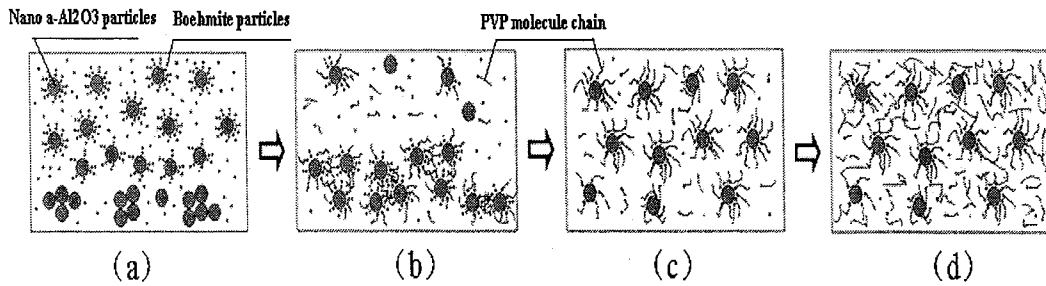 Nano a-Al2O3 particles
Boehmite particles
PVP molecule chain
(a)
(b)
(c)
(d)